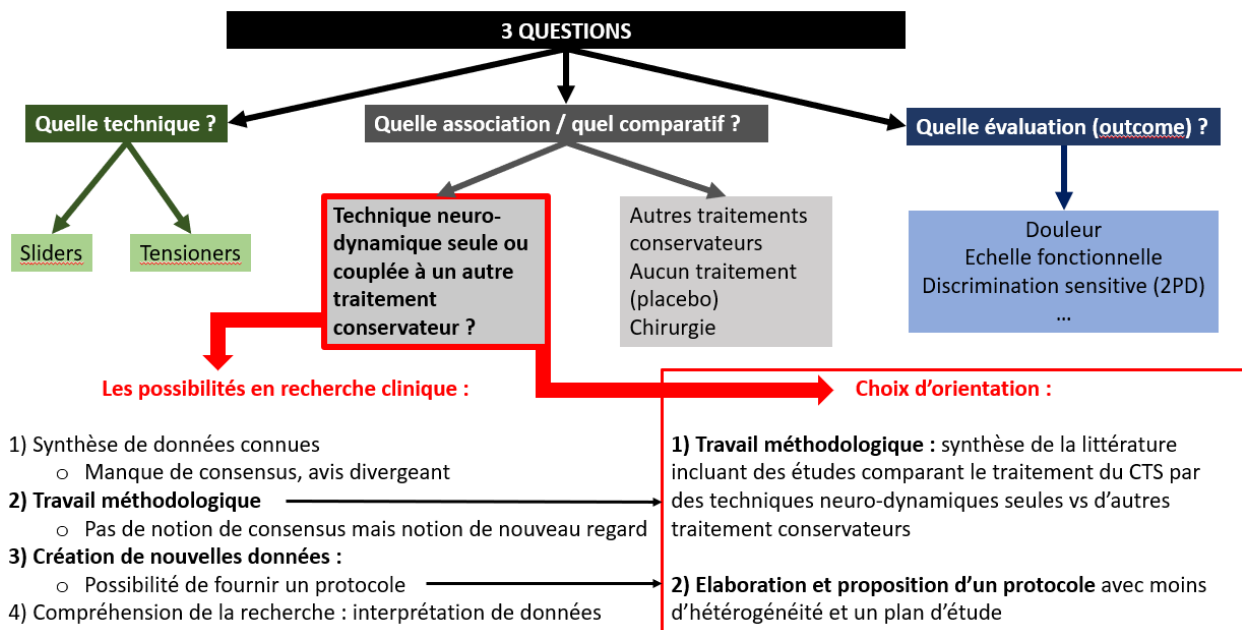 3 QUESTIONS
Quelle technique ?
Quelle association / quel comparatif ?
Quelle évaluation (outcome) ?
Sliders
Tensioners
Technique neuro-
dynamique seule ou
couplée à un autre
traitement
conservateur ?
Autres traitements
conservateurs
Aucun traitement
(placebo)
Chirurgie
Douleur
Echelle fonctionnelle
Discrimination sensitive (2PD)
...
Les possibilités en recherche clinique :
1) Synthèse de données connues
o Manque de consensus, avis divergeant
2) Travail méthodologique
o Pas de notion de consensus mais notion de nouveau regard
3) Création de nouvelles données :
o Possibilité de fournir un protocole
4) Compréhension de la recherche : interprétation de données
Choix d'orientation :
1) Travail méthodologique : synthèse de la littérature
incluant des études comparant le traitement du CTS par
des techniques neuro-dynamiques seules vs d'autres
traitement conservateurs
2) Elaboration et proposition d'un protocole avec moins
d'hétérogénéité et un plan d'étude